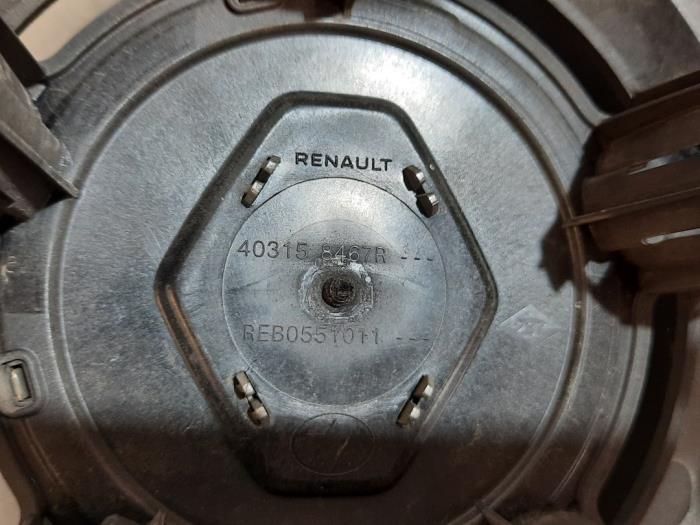 RENAULT
40315 8467R ---
REB0551011 ---